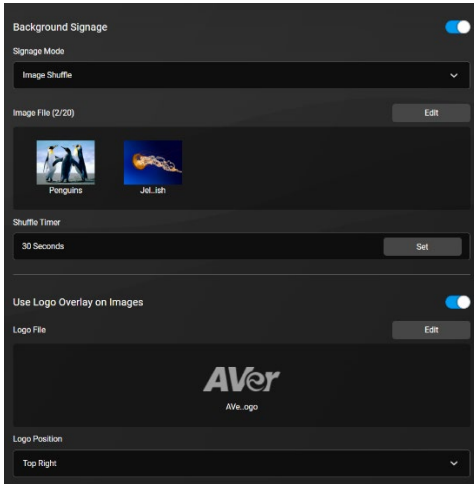 Background Signage
Signage Mode
Image Shuffle
Image File (2/20)
Edit
Penguins
Jel..ish
Shuffle Timer
30 Seconds
Set
Use Logo Overlay on Images
Logo File
Edit
AVer
AVe..ogo
Logo Position
Top Right